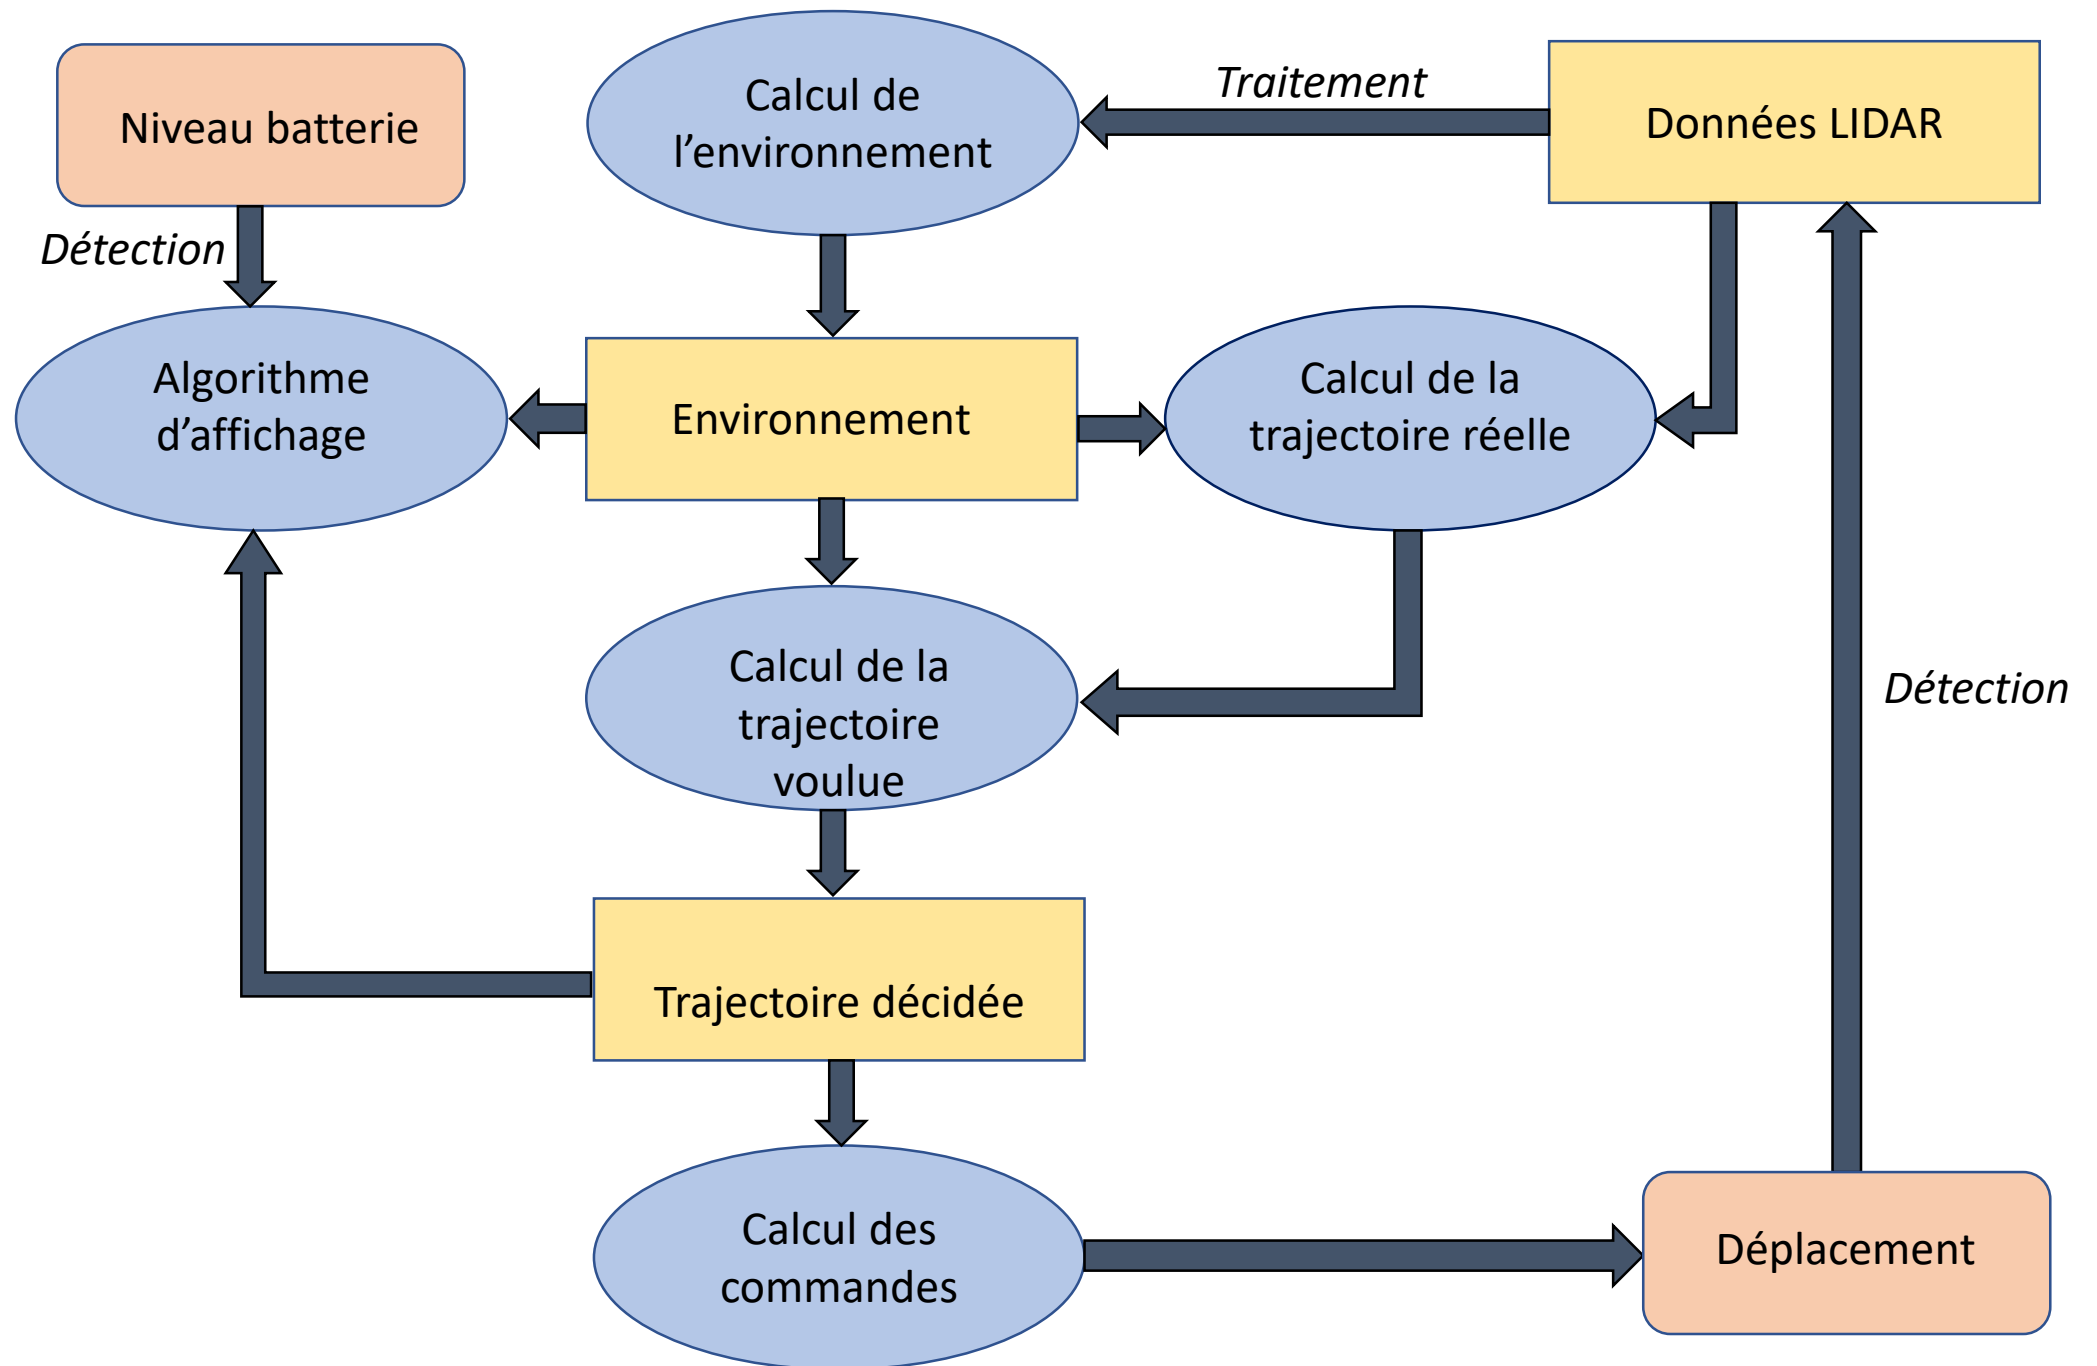 Niveau batterie
Calcul de
l’environnement
Traitement
Données LIDAR
Détection
Algorithme
d’affichage
Environnement
Calcul de la
trajectoire réelle
Calcul de la
trajectoire
voulue
Détection
Trajectoire décidée
Calcul des
commandes
Déplacement